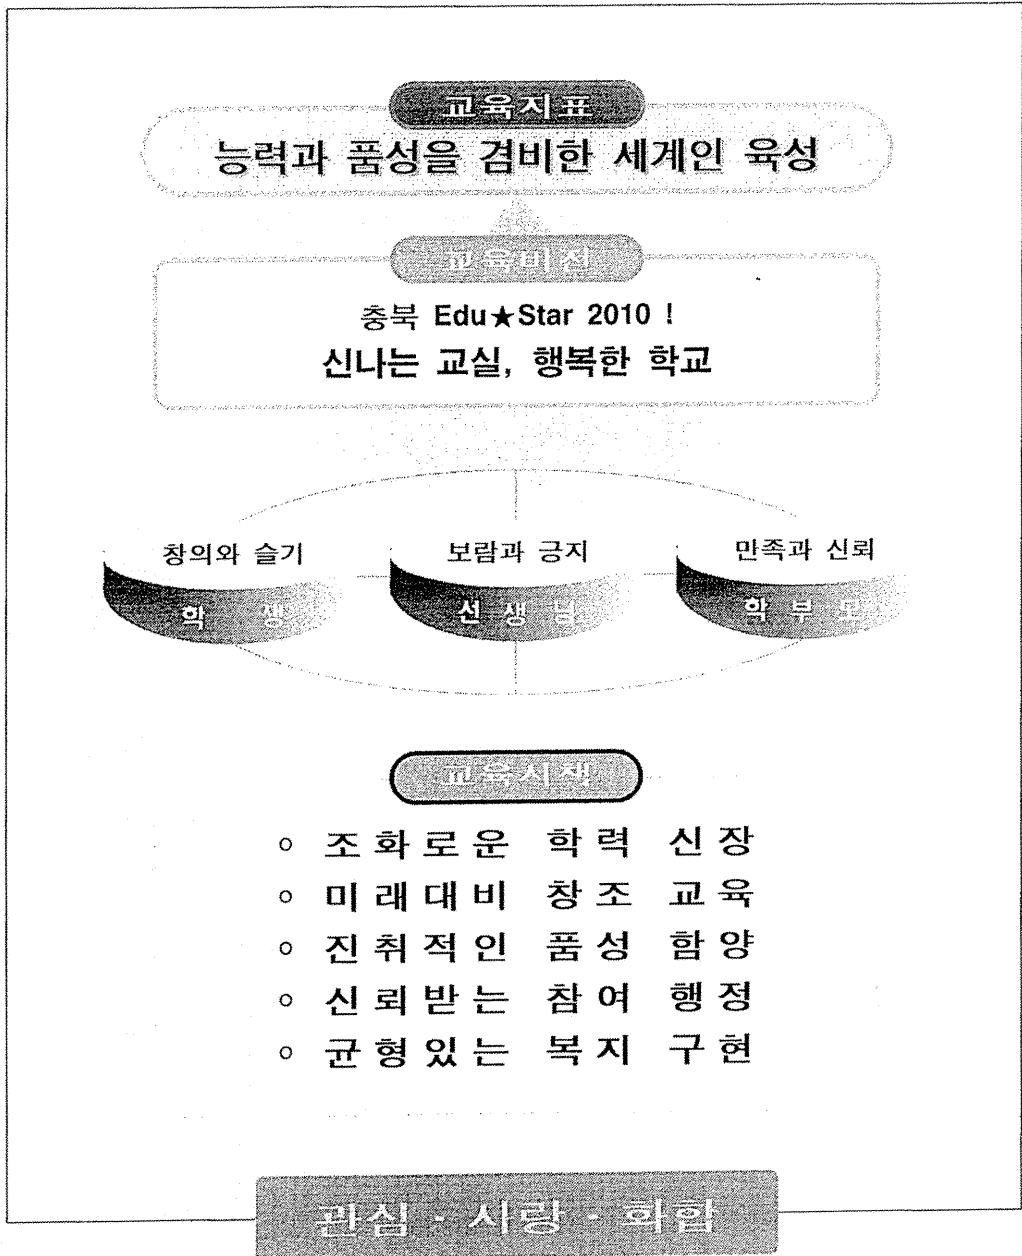 교육지표
능력과 품성을 겸비한 세계인 육성
교육비전
충북 Edu★Star 2010 !
신나는 교실, 행복한 학교
창의와 슬기
학 생
보람과 긍지
선 생 님
만족과 신뢰
학 부 모
교육시책
○ 조화로운 학력 신장
○ 미래대비 창조 교육
○ 진취적인 품성 함양
○ 신뢰받는 참여 행정
○ 균형있는 복지 구현
관심 · 사랑 · 화합